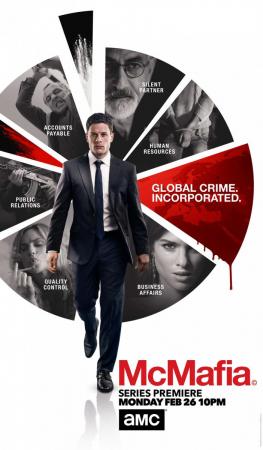 SILENT
PARTNER
ACCOUNTS
PAYABLE
HUMAN
RESOURCES
PUBLIC
RELATIONS
GLOBAL CRIME.
INCORPORATED.
QUALITY
CONTROL
BUSINESS
AFFAIRS
McMafia©
SERIES PREMIERE
MONDAY FEB 26 10PM
aMC